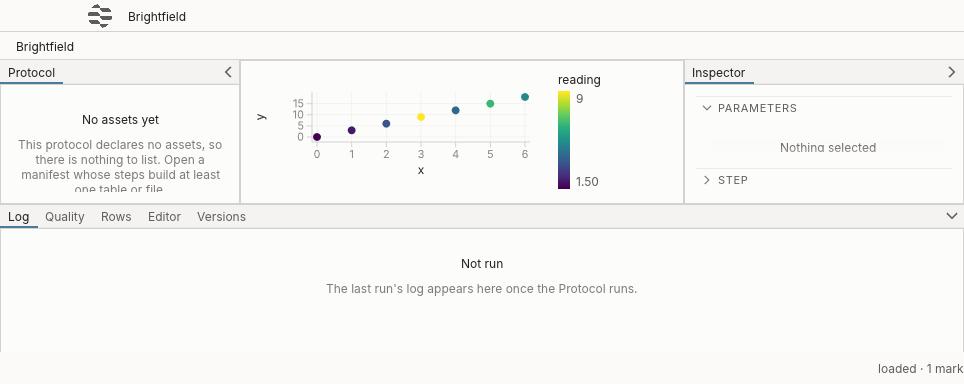 Brightfield
Brightfield
Protocol
No assets yet
This protocol declares no assets, so
there is nothing to list. Open a
manifest whose steps build at least
one table or file
y
15
10
5
0
0 1 2 3 4 5 6
x
reading
9
1.50
Inspector
PARAMETERS
Nothing selected
STEP
Log Quality Rows Editor Versions
Not run
The last run's log appears here once the Protocol runs.
loaded · 1 mark